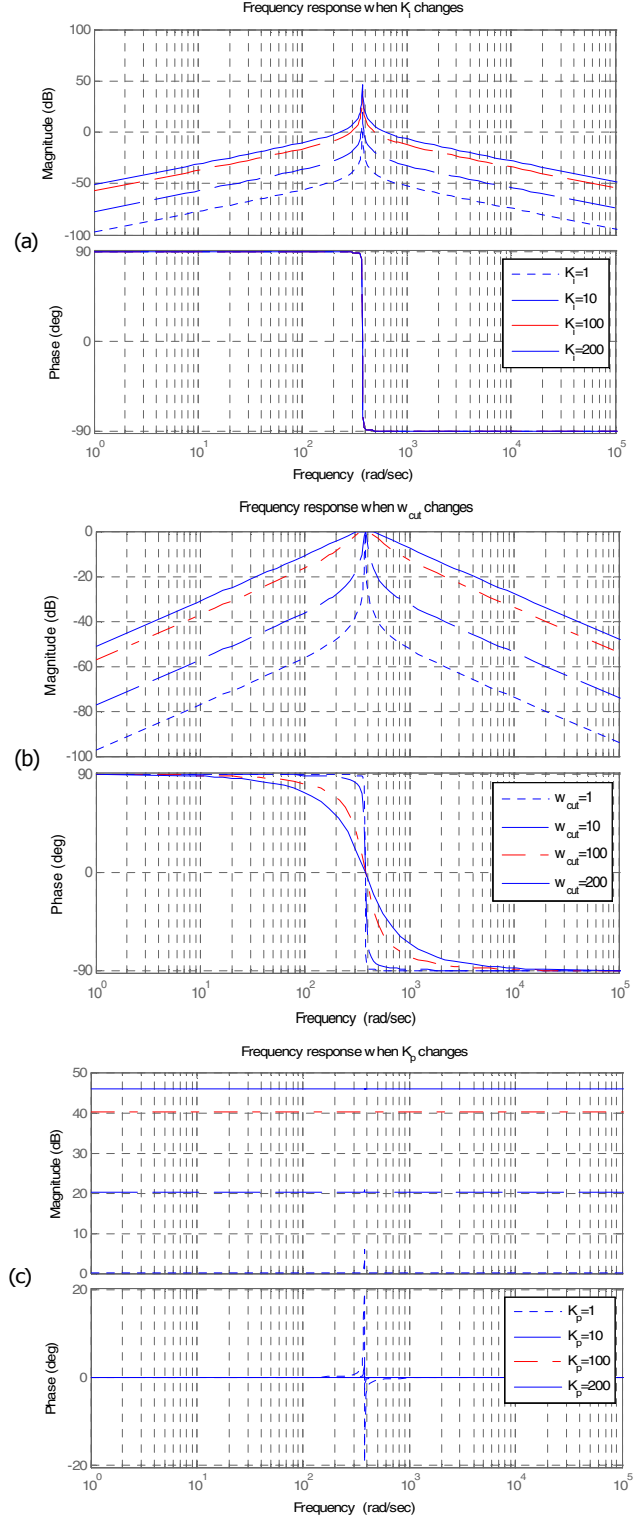 Frequency response when K_i changes
100
50
0
-50
-100
Magnitude (dB)
(a)
90
0
-90
Phase (deg)
K_i=1
K_i=10
K_i=100
K_i=200
10^0
10^1
10^2
10^3
10^4
10^5
Frequency (rad/sec)
Frequency response when w_cut changes
0
-20
-40
-60
-80
-100
Magnitude (dB)
(b)
90
0
-90
Phase (deg)
w_cut=1
w_cut=10
w_cut=100
w_cut=200
10^0
10^1
10^2
10^3
10^4
10^5
Frequency (rad/sec)
Frequency response when K_p changes
50
40
30
20
10
0
Magnitude (dB)
(c)
20
0
-20
Phase (deg)
K_p=1
K_p=10
K_p=100
K_p=200
10^0
10^1
10^2
10^3
10^4
10^5
Frequency (rad/sec)